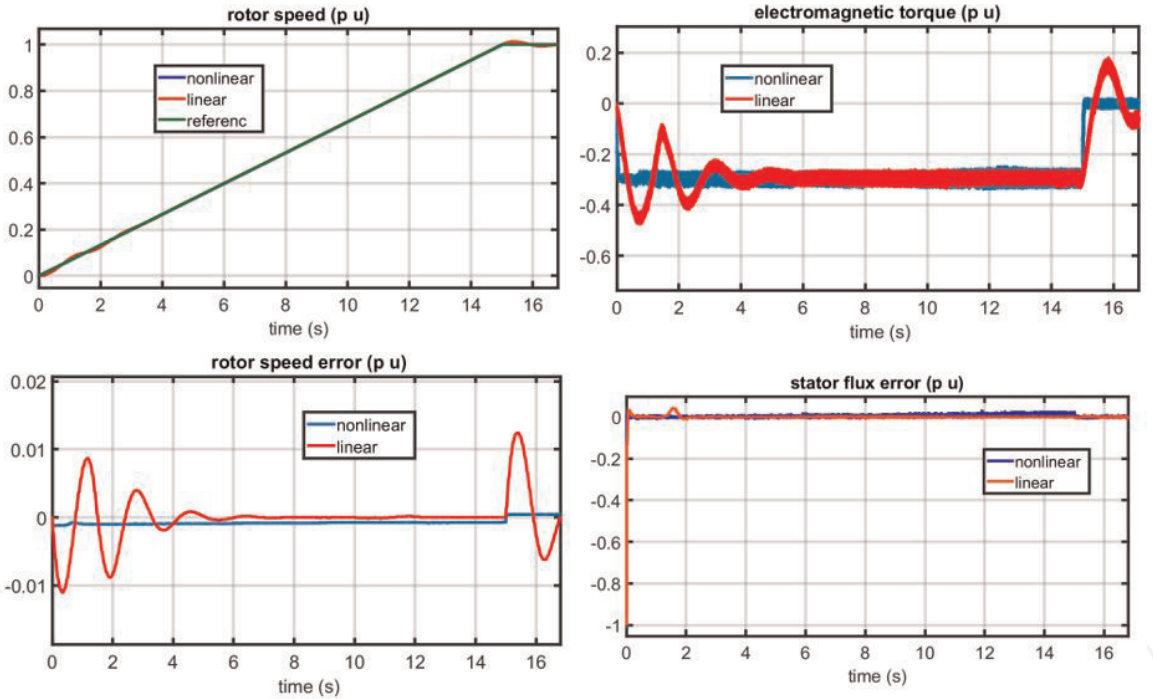 rotor speed (p u)
1
0.8
0.6
0.4
0.2
0
nonlinear
linear
referenc
0 2 4 6 8 10 12 14 16
time (s)
electromagnetic torque (p u)
0.2
0
-0.2
-0.4
-0.6
nonlinear
linear
0 2 4 6 8 10 12 14 16
time (s)
rotor speed error (p u)
0.02
0.01
0
-0.01
nonlinear
linear
0 2 4 6 8 10 12 14 16
time (s)
stator flux error (p u)
0
-0.2
-0.4
-0.6
-0.8
-1
nonlinear
linear
0 2 4 6 8 10 12 14 16
time (s)